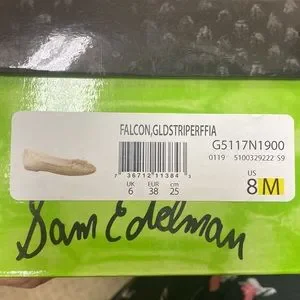 FALCON,GLDSTRIPERFFIA
G5117N1900
0119 5100329222 S9
7 36712 11384 3
UK EUR cm US
6 38 25 8 M
Sam Edelman